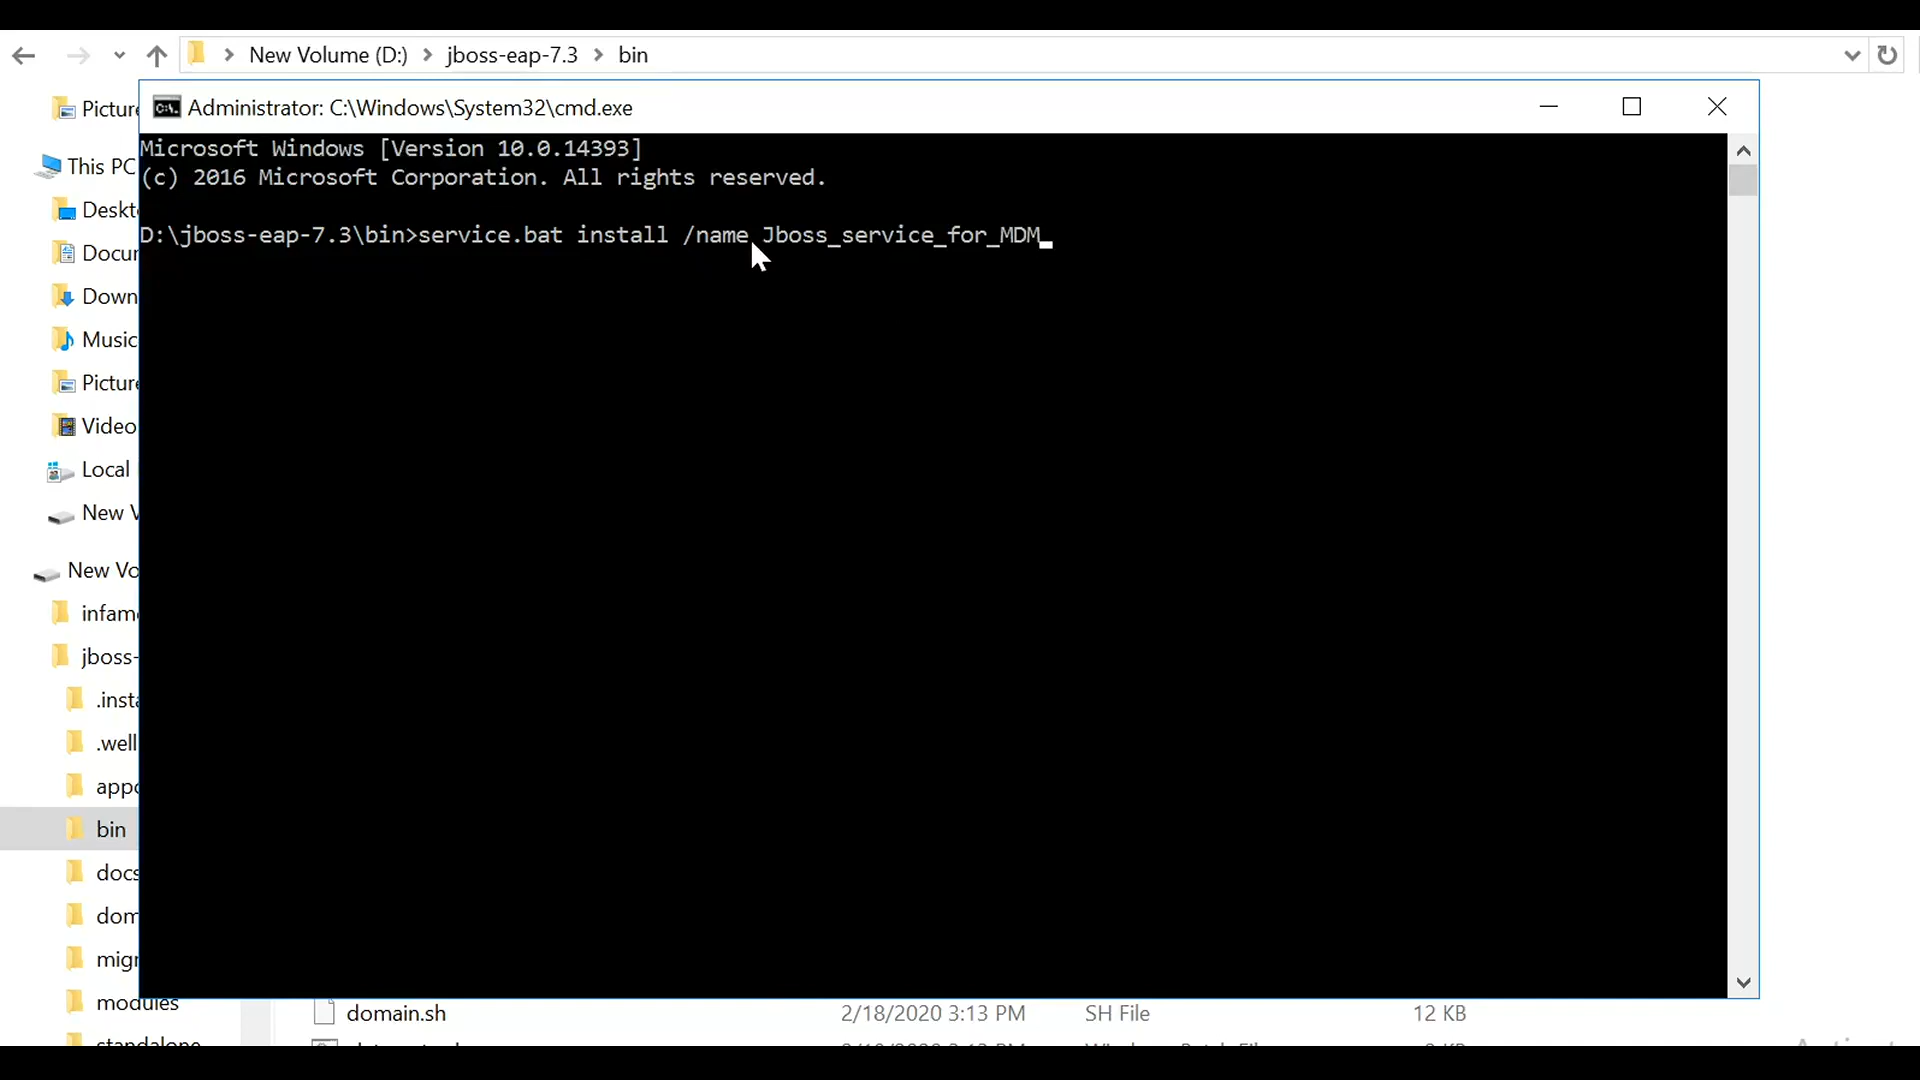 New Volume (D:) > jboss-eap-7.3 > bin
Administrator: C:\Windows\System32\cmd.exe
Microsoft Windows [Version 10.0.14393]
(c) 2016 Microsoft Corporation. All rights reserved.
D:\jboss-eap-7.3\bin>service.bat install /name Jboss_service_for_MDM_
Picture
This PC
Deskt
Docur
Down
Music
Picture
Video
Local
New V
New Vo
infam
jboss-
.insta
.well
appc
bin
docs
dom
migr
modules
standalone
domain.sh 2/18/2020 3:13 PM SH File 12 KB